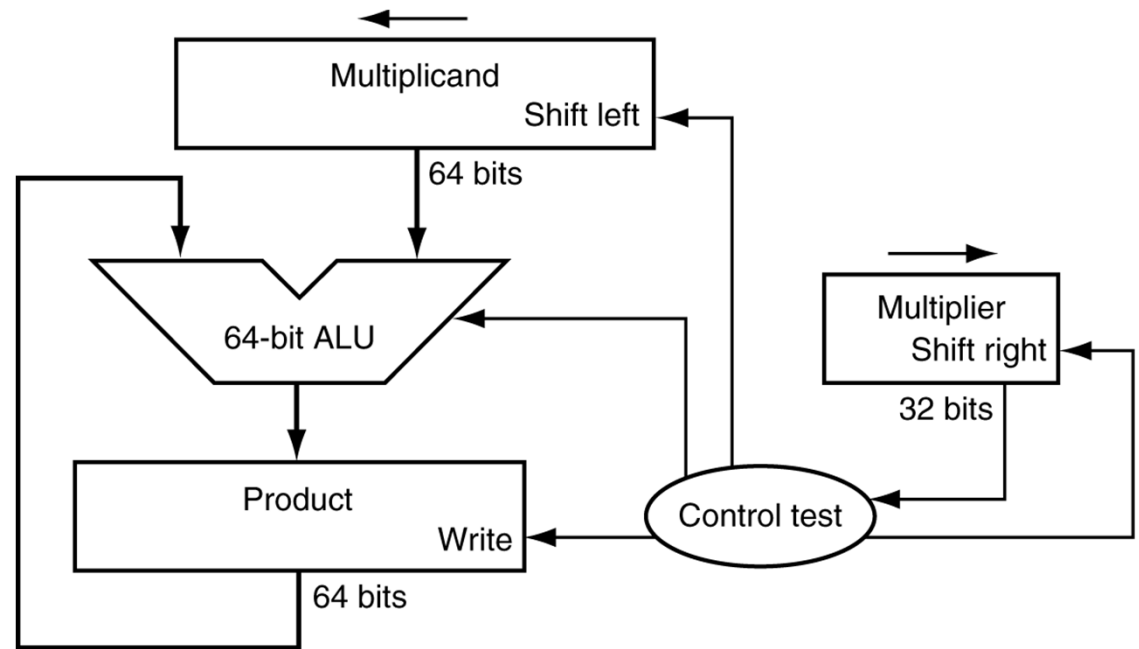 Multiplicand
Shift left
64 bits
64-bit ALU
Multiplier
Shift right
32 bits
Product
Write
Control test
64 bits